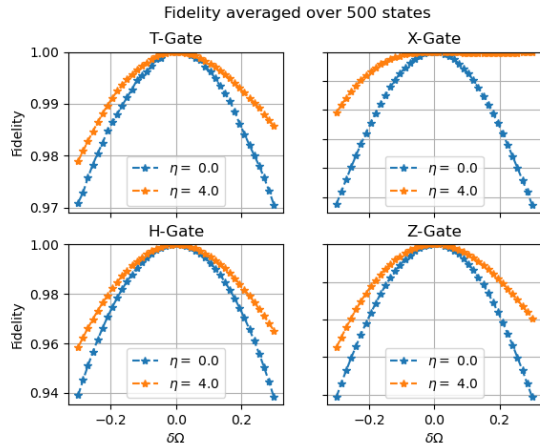 Fidelity averaged over 500 states
T-Gate
X-Gate
1.00
0.99
0.98
0.97
Fidelity
η = 0.0
η = 4.0
η = 0.0
η = 4.0
H-Gate
Z-Gate
1.00
0.98
0.96
0.94
Fidelity
η = 0.0
η = 4.0
η = 0.0
η = 4.0
−0.2
0.0
0.2
−0.2
0.0
0.2
δΩ
δΩ